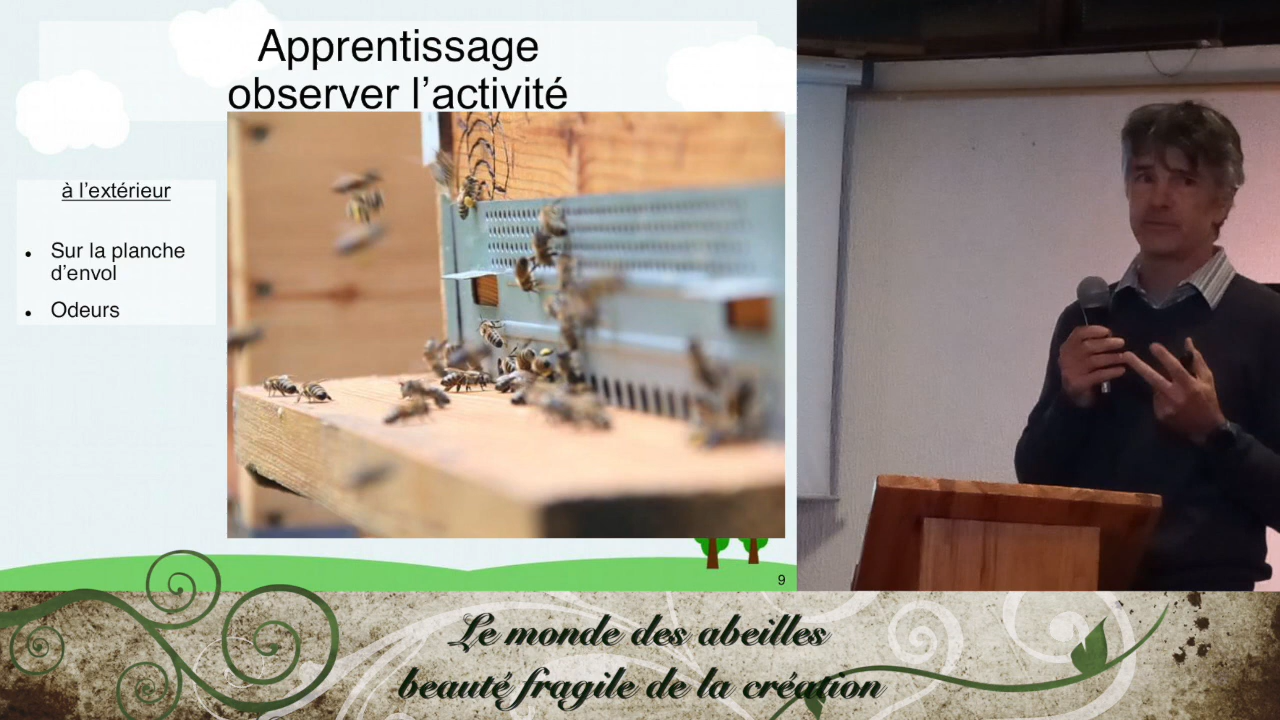 Apprentissage
observer l’activité
à l’extérieur
• Sur la planche
d’envol
• Odeurs
9
Le monde des abeilles
beauté fragile de la création